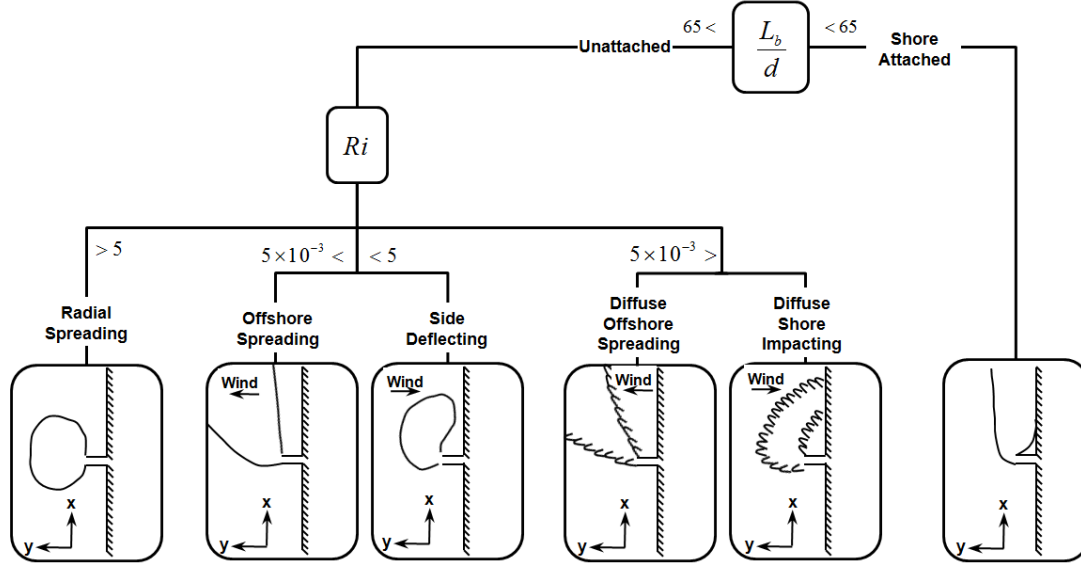 65 <
L_b
d
< 65
Unattached
Shore
Attached
Ri
> 5
5×10⁻³ <
< 5
5×10⁻³ >
Radial
Spreading
Offshore
Spreading
Side
Deflecting
Diffuse
Offshore
Spreading
Diffuse
Shore
Impacting
Wind
Wind
Wind
Wind
x
y
x
y
x
y
x
y
x
y
x
y